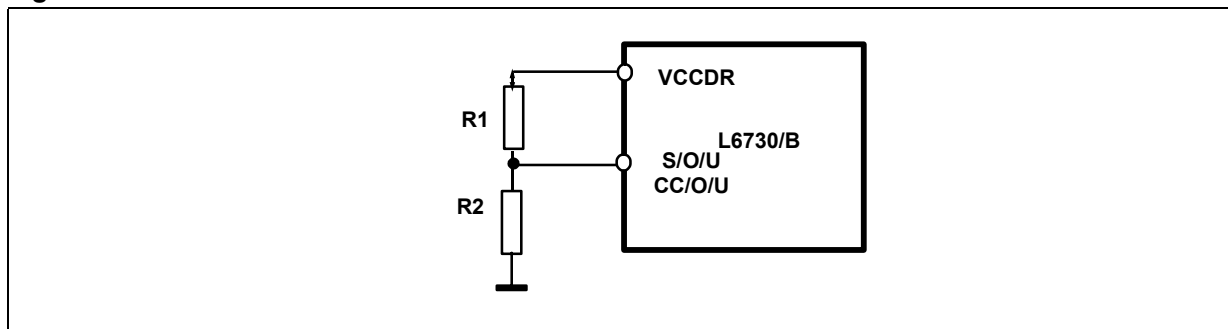 VCCDR
R1
L6730/B
S/O/U
CC/O/U
R2